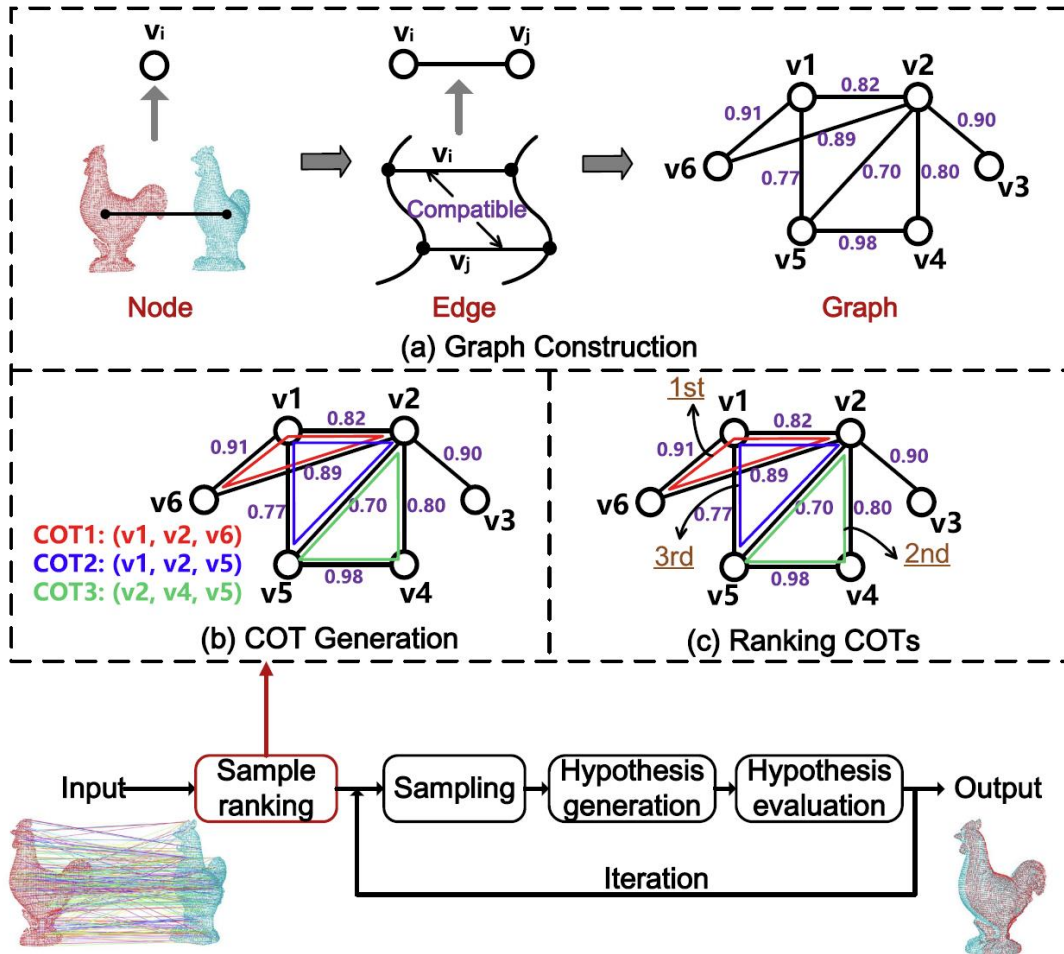 vi
vi vj
v1 v2
0.82
0.91 0.90
0.89
v6
0.77 0.70 0.80
v3
vi
Compatible
vj
v5 0.98 v4
Node Edge Graph
(a) Graph Construction
v1 v2
0.82
0.91 0.90
0.89
v6
0.77 0.70 0.80
v3
COT1: (v1, v2, v6)
COT2: (v1, v2, v5)
COT3: (v2, v4, v5)
0.98
v5 v4
(b) COT Generation
1st
v1 v2
0.82
0.91 0.90
0.89
v6
0.77 0.70 0.80
v3
3rd 2nd
0.98
v5 v4
(c) Ranking COTs
Input
Sample
ranking
Sampling
Hypothesis
generation
Hypothesis
evaluation
Output
Iteration